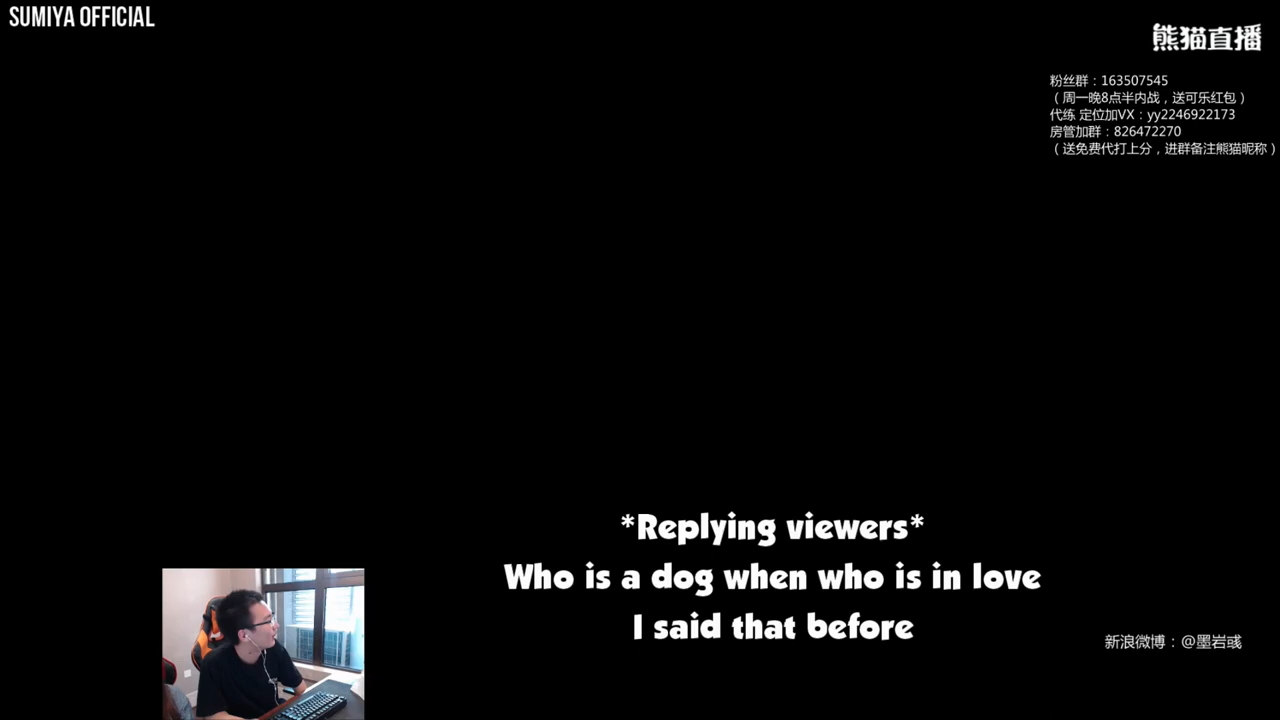 SUMIYA OFFICIAL
熊猫直播
粉丝群：163507545
（周一晚8点半内战，送可乐红包）
代练 定位加VX：yy2246922173
房管加群：826472270
（送免费代打上分，进群备注熊猫昵称）
*Replying viewers*
Who is a dog when who is in love
I said that before
新浪微博：@墨岩彧